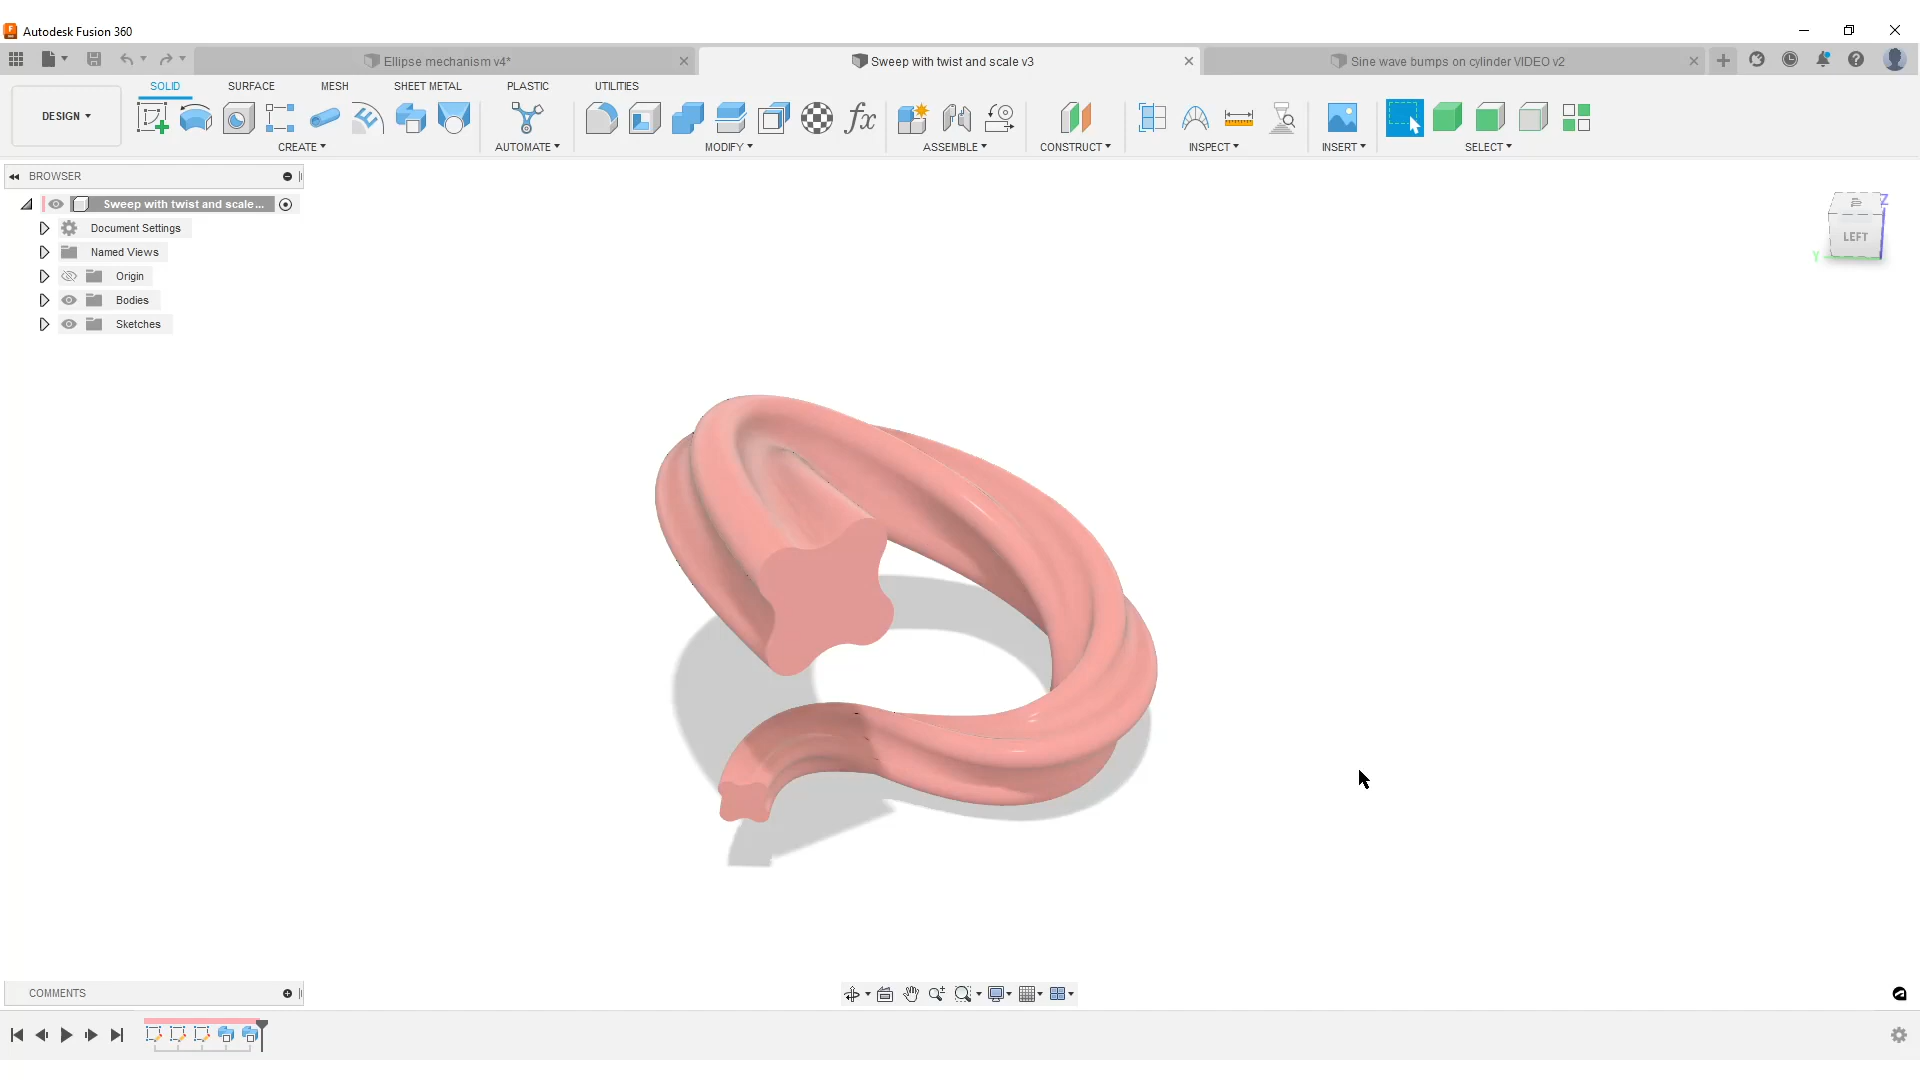 Autodesk Fusion 360
Ellipse mechanism v4*
Sweep with twist and scale v3
Sine wave bumps on cylinder VIDEO v2
SOLID SURFACE MESH SHEET METAL PLASTIC UTILITIES
DESIGN
fx
CREATE AUTOMATE MODIFY ASSEMBLE CONSTRUCT INSPECT INSERT SELECT
BROWSER
Sweep with twist and scale...
Document Settings
Named Views
Origin
Bodies
Sketches
Z
LEFT
Y
COMMENTS